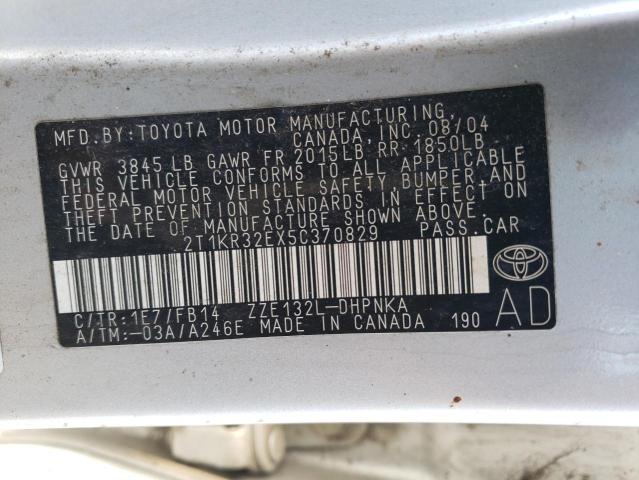 MFD. BY: TOYOTA MOTOR MANUFACTURING,
CANADA, INC. 08/04
GVWR 3845 LB GAWR FR 2015LB RR 1850LB
THIS VEHICLE CONFORMS TO ALL APPLICABLE
FEDERAL MOTOR VEHICLE SAFETY, BUMPER, AND
THEFT PREVENTION STANDARDS IN EFFECT ON
THE DATE OF MANUFACTURE SHOWN ABOVE.
2T1KR32EX5C370829 PASS. CAR
C/TR: 1E7/FB14 ZZE132L-DHPNKA
A/TM: -03A/A246E MADE IN CANADA 190
AD